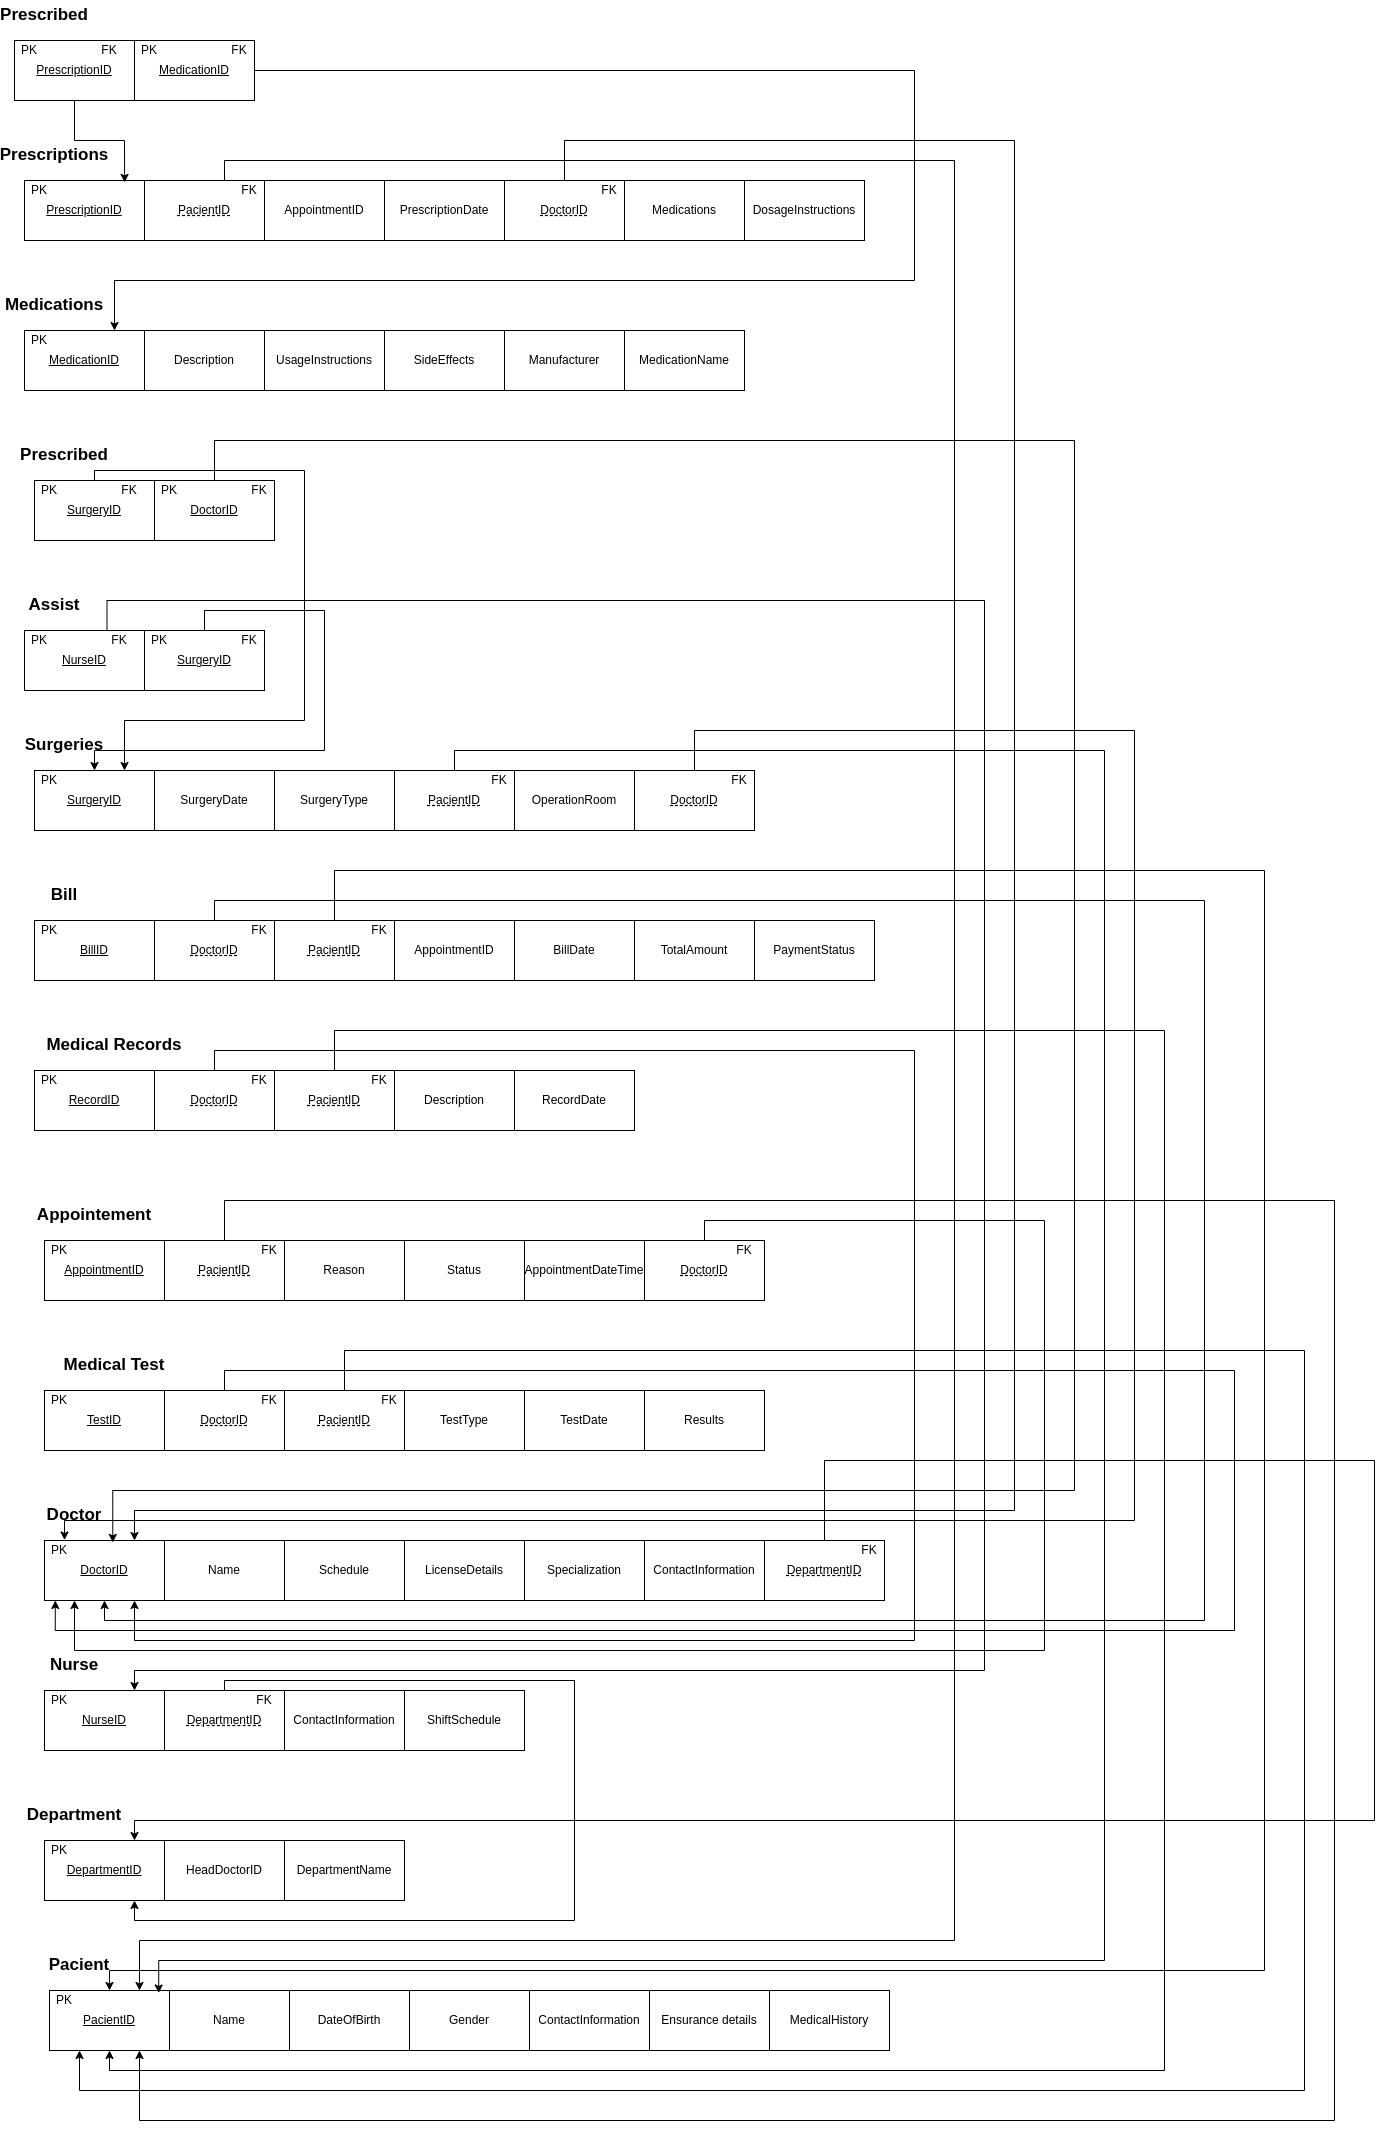 Prescribed
PK FK PK FK
PrescriptionID MedicationID
Prescriptions
PK FK FK
PrescriptionID PacientID AppointmentID PrescriptionDate DoctorID Medications DosageInstructions
Medications
PK
MedicationID Description UsageInstructions SideEffects Manufacturer MedicationName
Prescribed
PK FK PK FK
SurgeryID DoctorID
Assist
PK FK PK FK
NurseID SurgeryID
Surgeries
PK FK FK
SurgeryID SurgeryDate SurgeryType PacientID OperationRoom DoctorID
Bill
PK FK FK
BillID DoctorID PacientID AppointmentID BillDate TotalAmount PaymentStatus
Medical Records
PK FK FK
RecordID DoctorID PacientID Description RecordDate
Appointement
PK FK FK
AppointmentID PacientID Reason Status AppointmentDateTime DoctorID
Medical Test
PK FK FK
TestID DoctorID PacientID TestType TestDate Results
Doctor
PK FK
DoctorID Name Schedule LicenseDetails Specialization ContactInformation DepartmentID
Nurse
PK FK
NurseID DepartmentID ContactInformation ShiftSchedule
Department
PK
DepartmentID HeadDoctorID DepartmentName
Pacient
PK
PacientID Name DateOfBirth Gender ContactInformation Ensurance details MedicalHistory